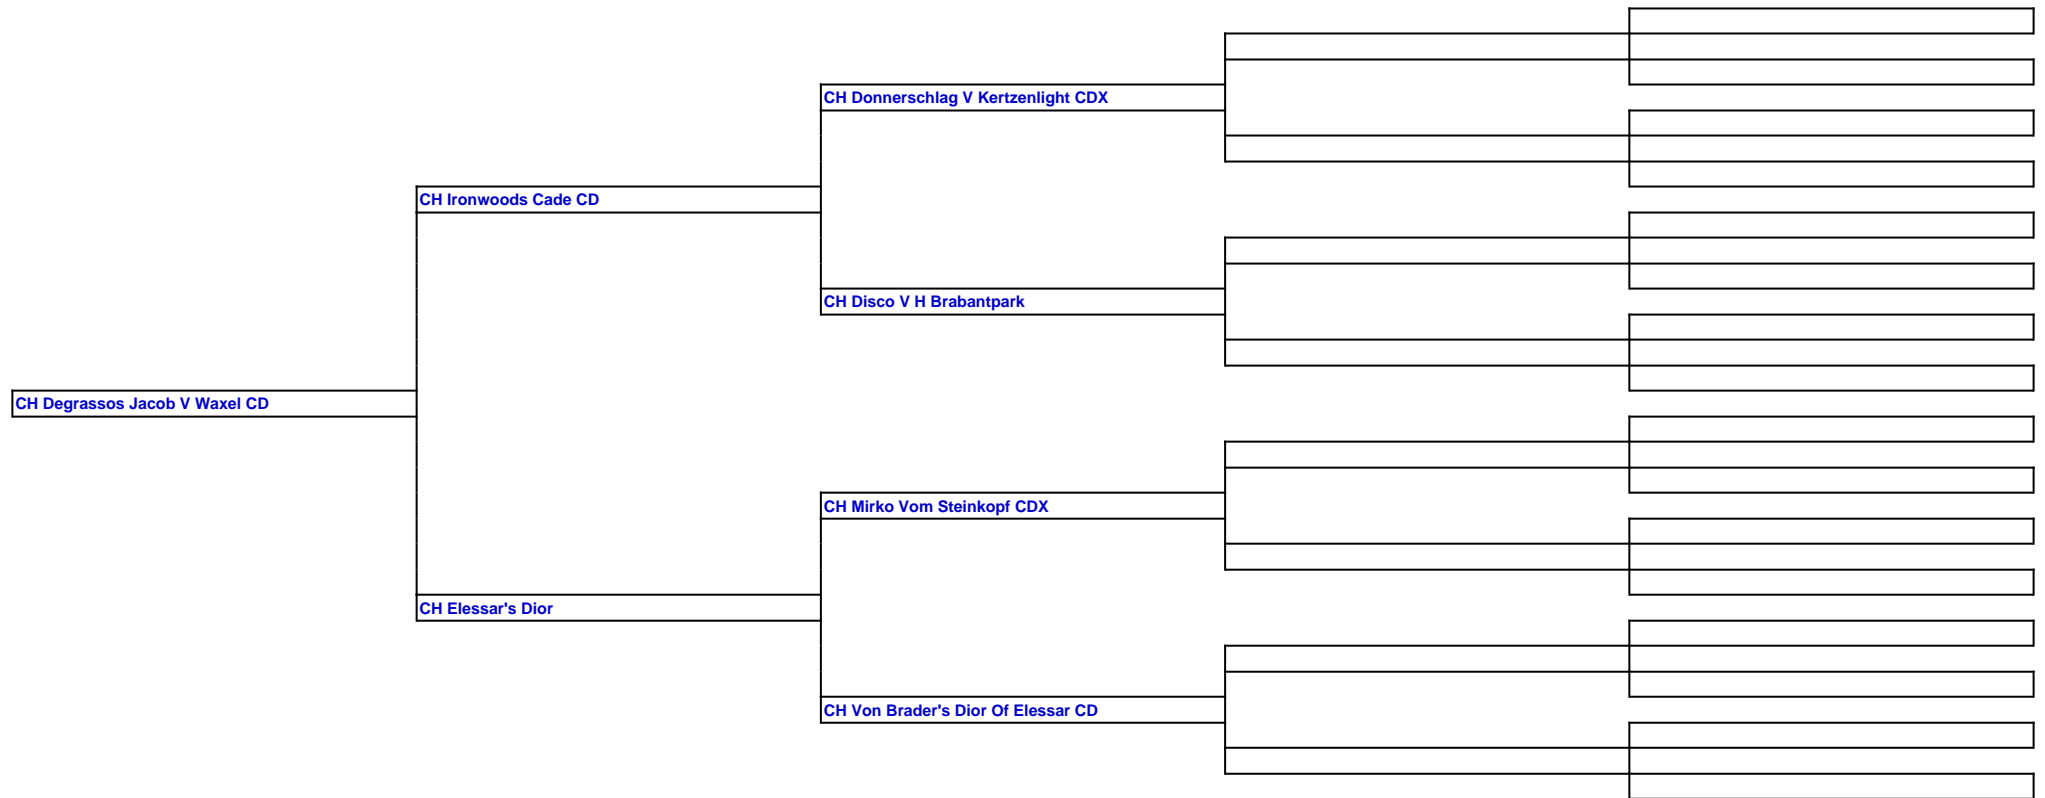 CH Donnerschlag V Kertzenlight CDX
CH Ironwoods Cade CD
CH Disco V H Brabantpark
CH Degrassos Jacob V Waxel CD
CH Mirko Vom Steinkopf CDX
CH Elessar's Dior
CH Von Brader's Dior Of Elessar CD